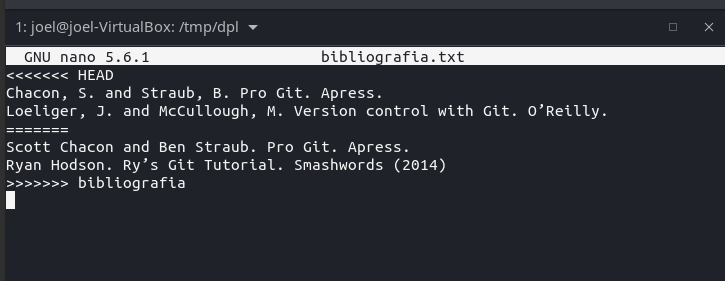 1: joel@joel-VirtualBox: /tmp/dpl
GNU nano 5.6.1 bibliografia.txt
<<<<<<< HEAD
Chacon, S. and Straub, B. Pro Git. Apress.
Loeliger, J. and McCullough, M. Version control with Git. O’Reilly.
=======
Scott Chacon and Ben Straub. Pro Git. Apress.
Ryan Hodson. Ry’s Git Tutorial. Smashwords (2014)
>>>>>>> bibliografia